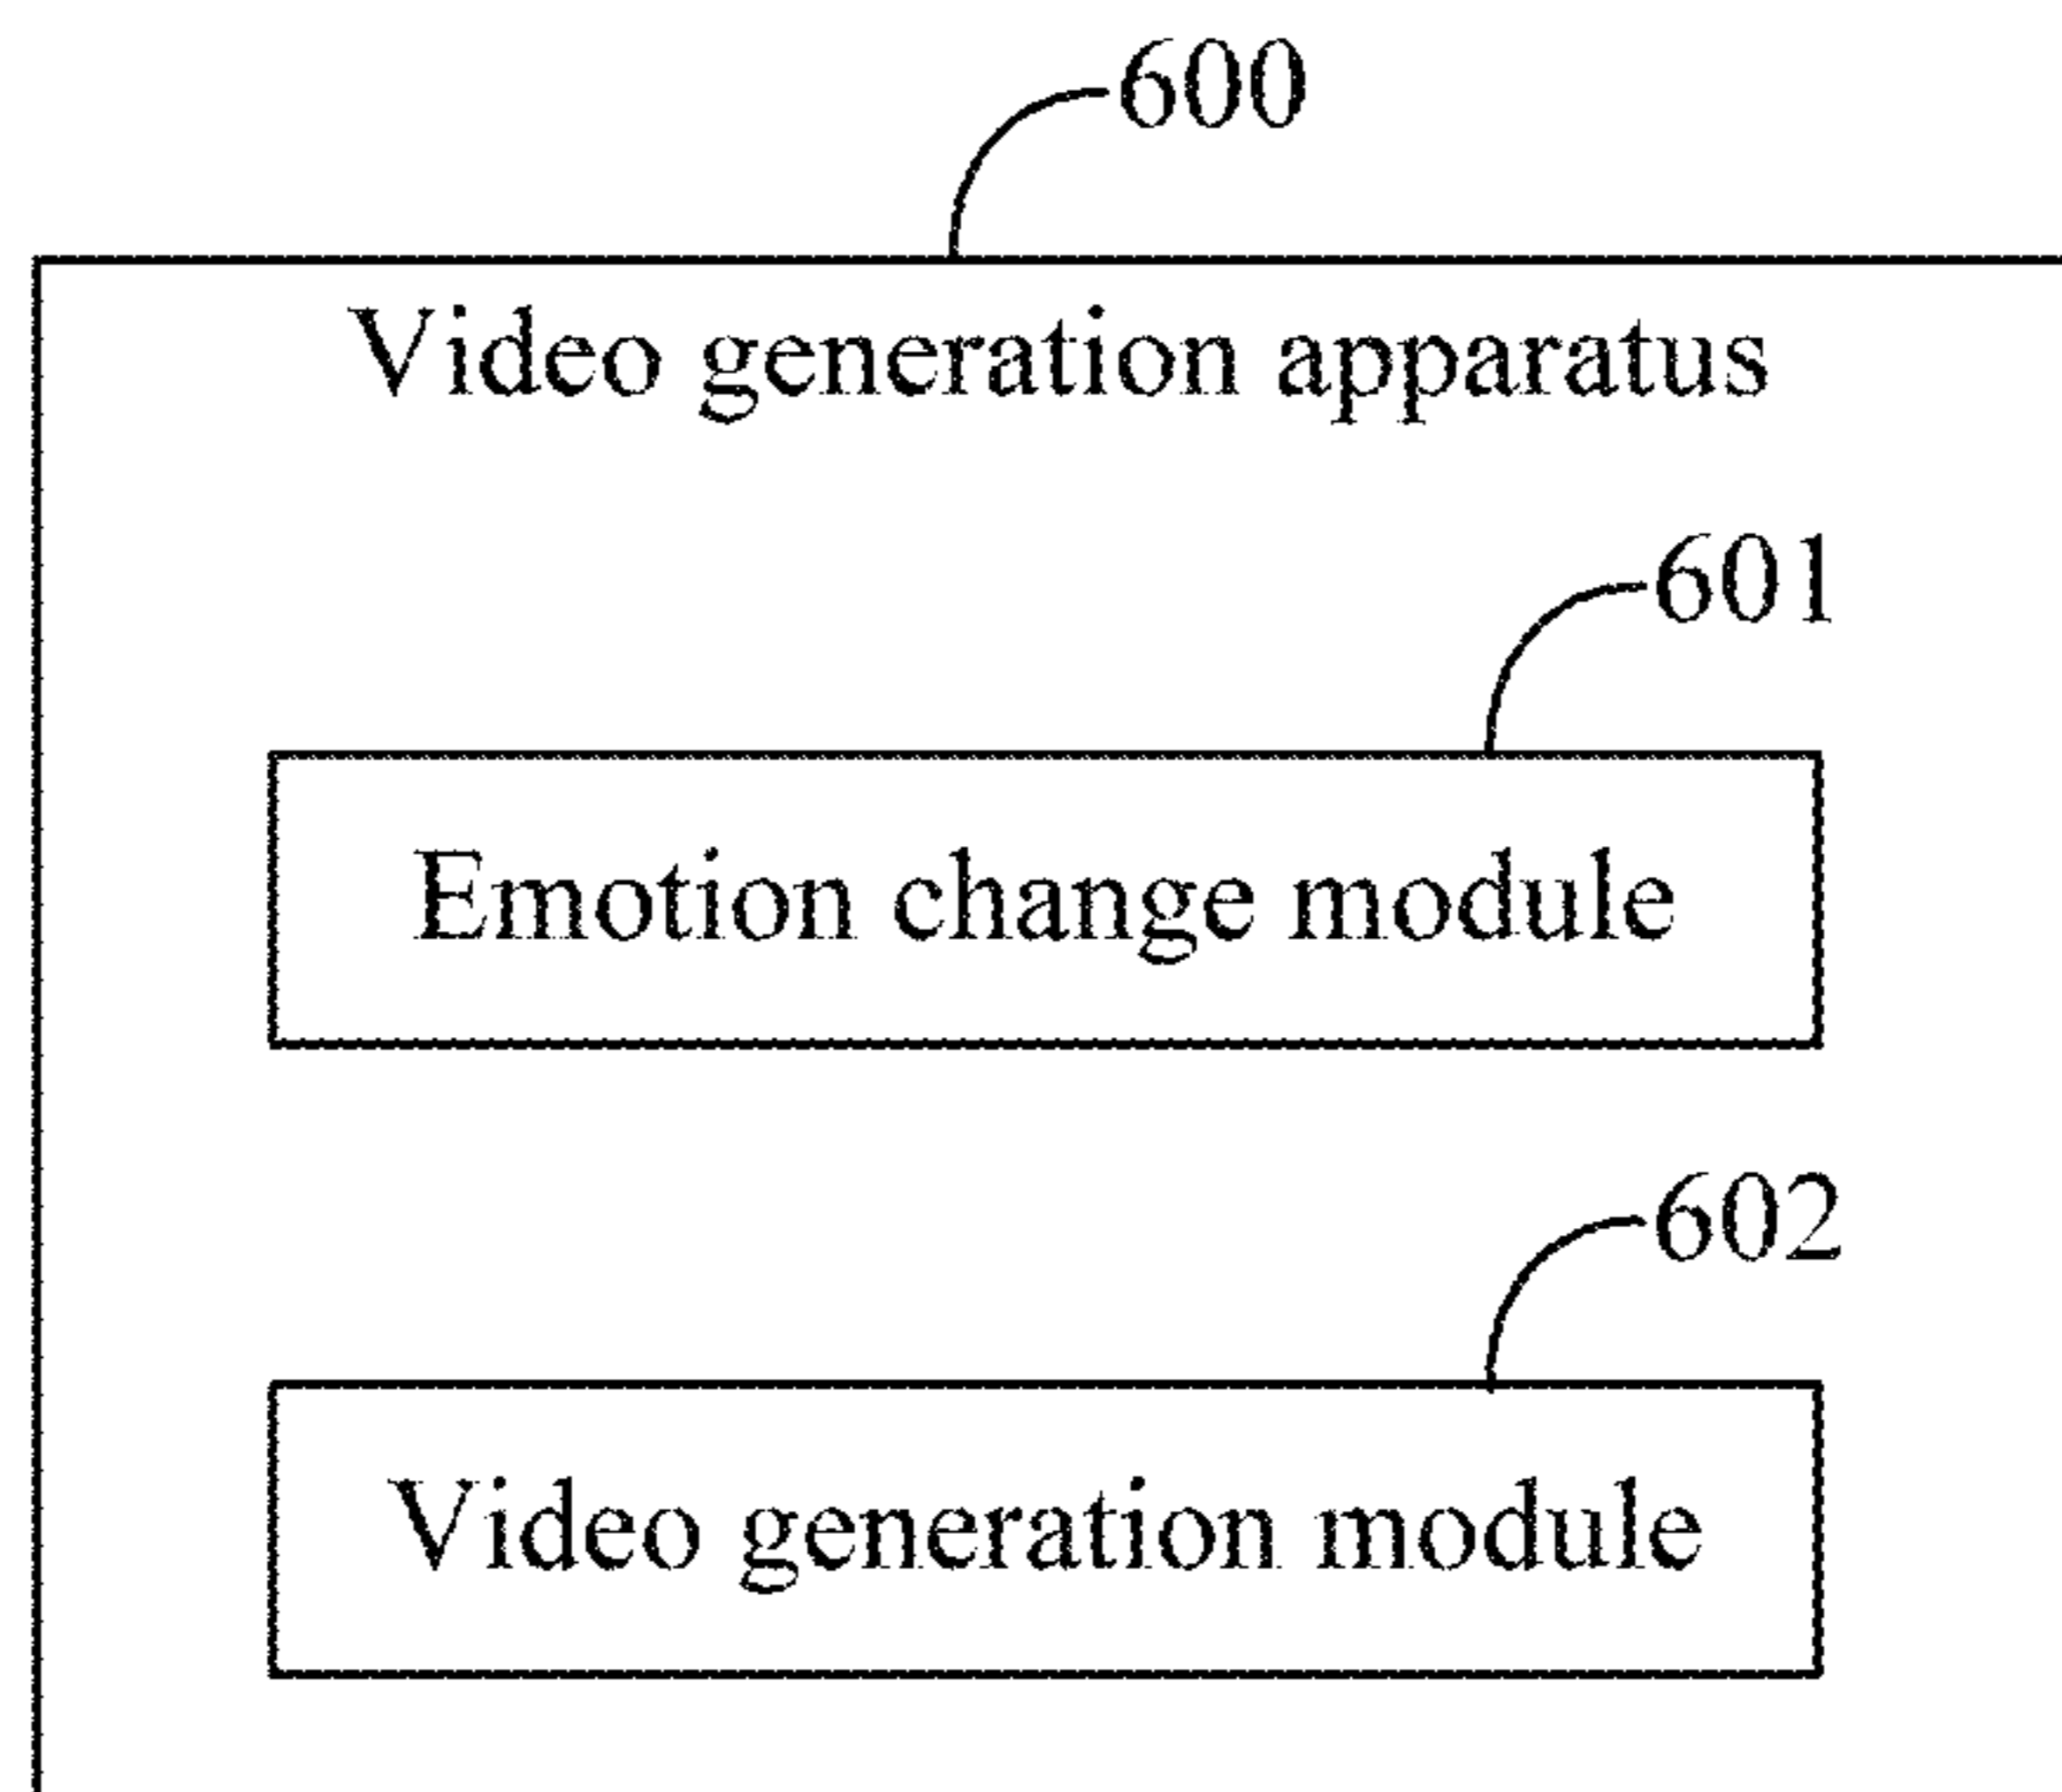 600
Video generation apparatus
601
Emotion change module
602
Video generation module